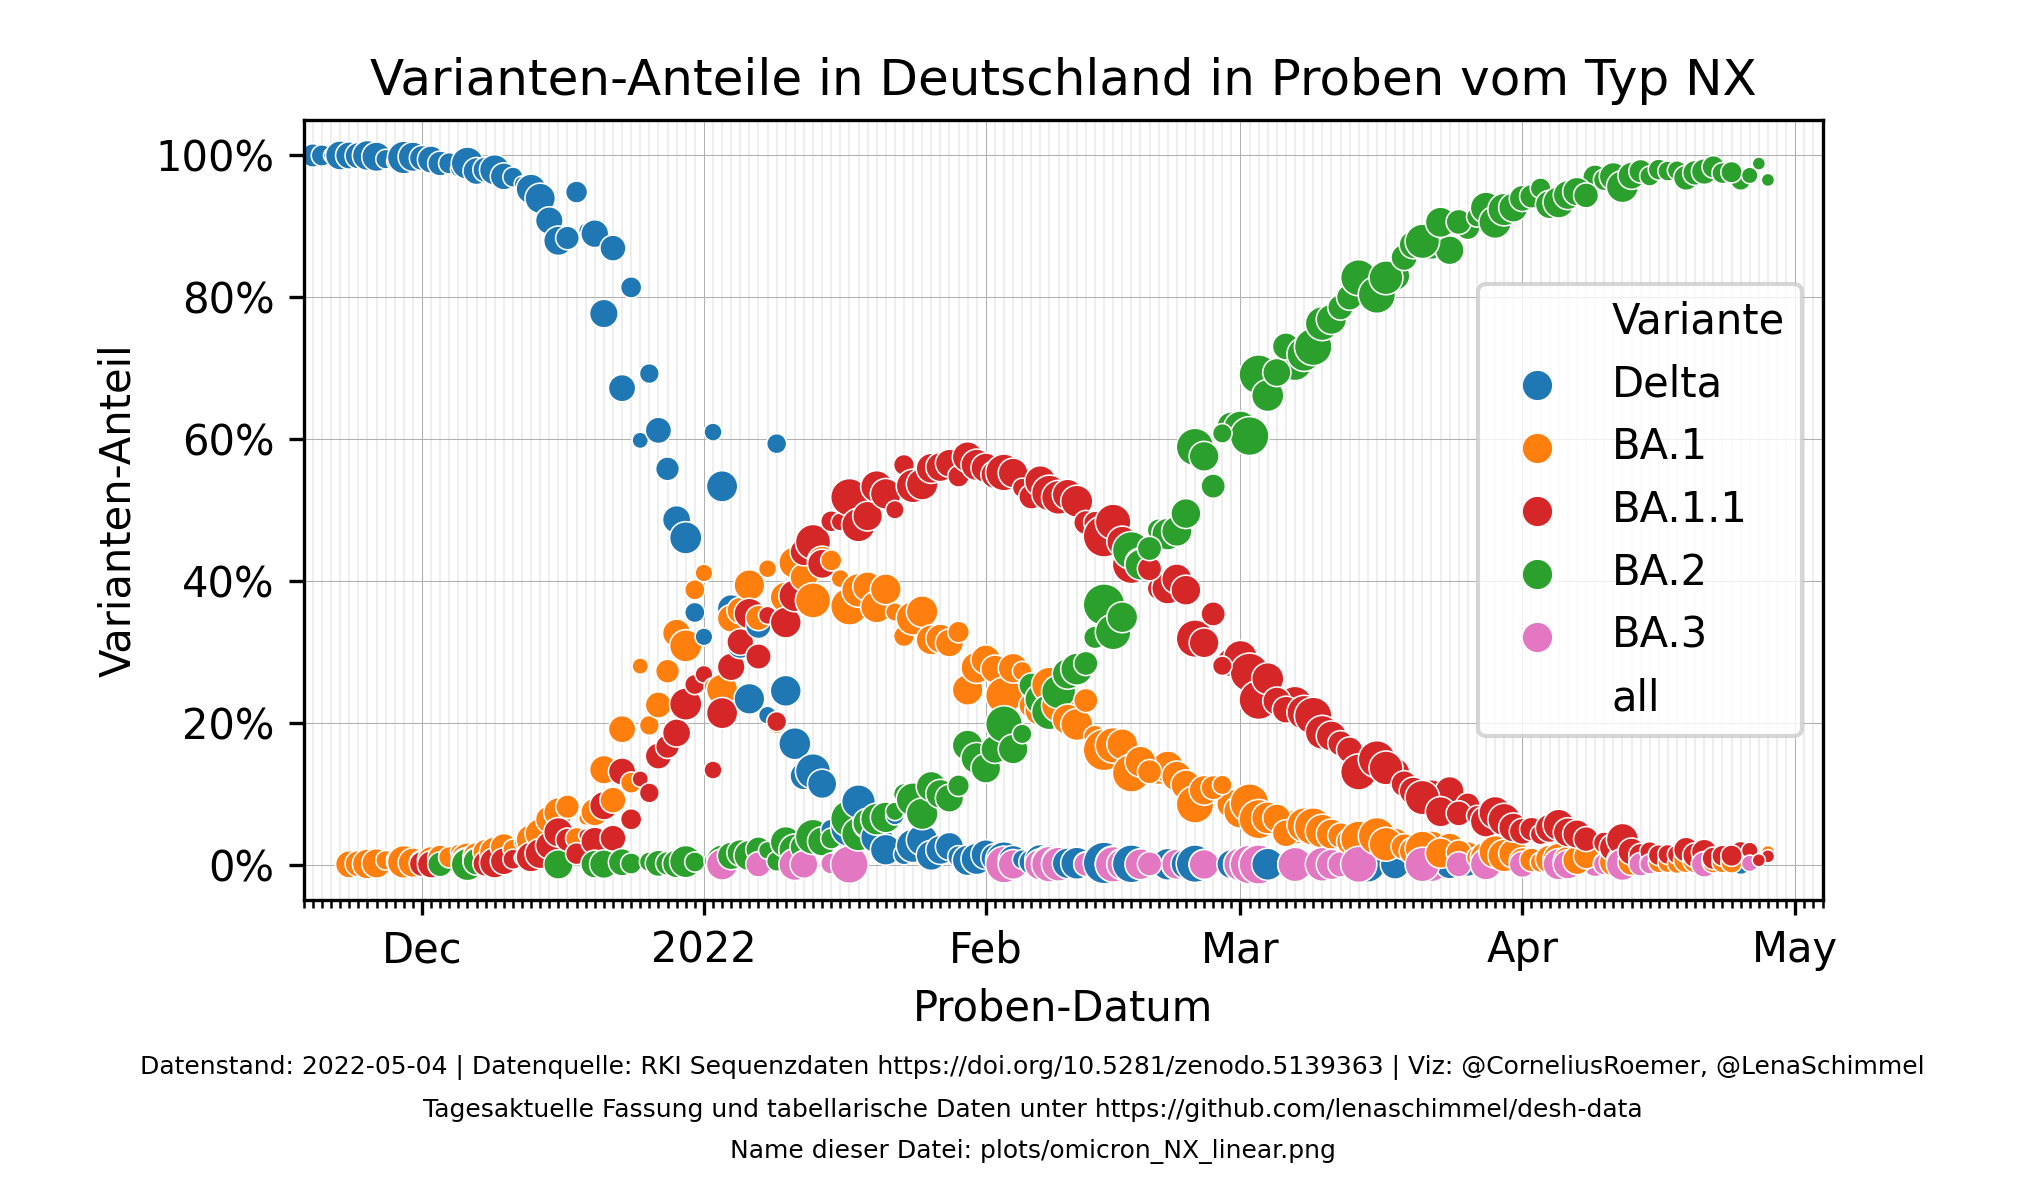 Varianten-Anteile in Deutschland in Proben vom Typ NX
100%
80%
60%
40%
20%
0%
Varianten-Anteil
Variante
Delta
BA.1
BA.1.1
BA.2
BA.3
all
Dec 2022 Feb Mar Apr May
Proben-Datum
Datenstand: 2022-05-04 | Datenquelle: RKI Sequenzdaten https://doi.org/10.5281/zenodo.5139363 | Viz: @CorneliusRoemer, @LenaSchimmel
Tagesaktuelle Fassung und tabellarische Daten unter https://github.com/lenaschimmel/desh-data
Name dieser Datei: plots/omicron_NX_linear.png